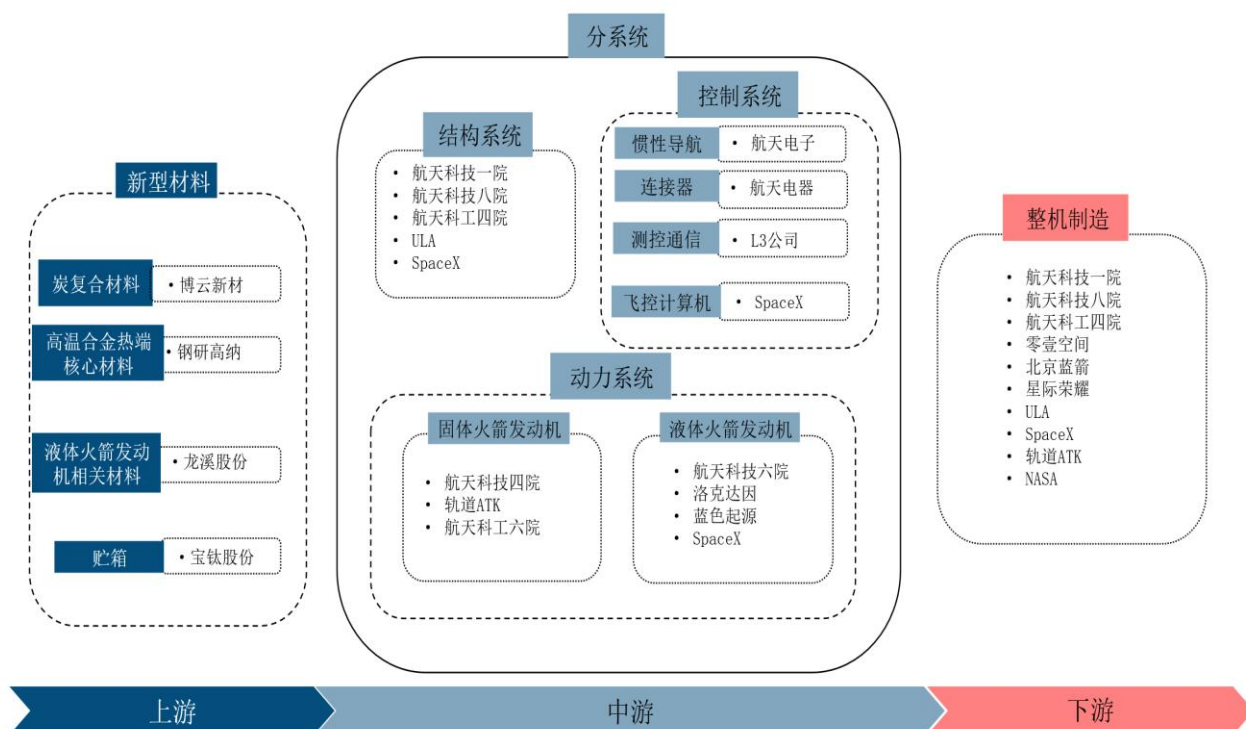 分系统
新型材料
炭复合材料
• 博云新材
高温合金热端
核心材料
• 钢研高纳
液体火箭发动
机相关材料
• 龙溪股份
贮箱
• 宝钛股份
结构系统
• 航天科技一院
• 航天科技八院
• 航天科工四院
• ULA
• SpaceX
控制系统
惯性导航
• 航天电子
连接器
• 航天电器
测控通信
• L3公司
飞控计算机
• SpaceX
动力系统
固体火箭发动机
• 航天科技四院
• 轨道ATK
• 航天科工六院
液体火箭发动机
• 航天科技六院
• 洛克达因
• 蓝色起源
• SpaceX
整机制造
• 航天科技一院
• 航天科技八院
• 航天科工四院
• 零壹空间
• 北京蓝箭
• 星际荣耀
• ULA
• SpaceX
• 轨道ATK
• NASA
上游
中游
下游